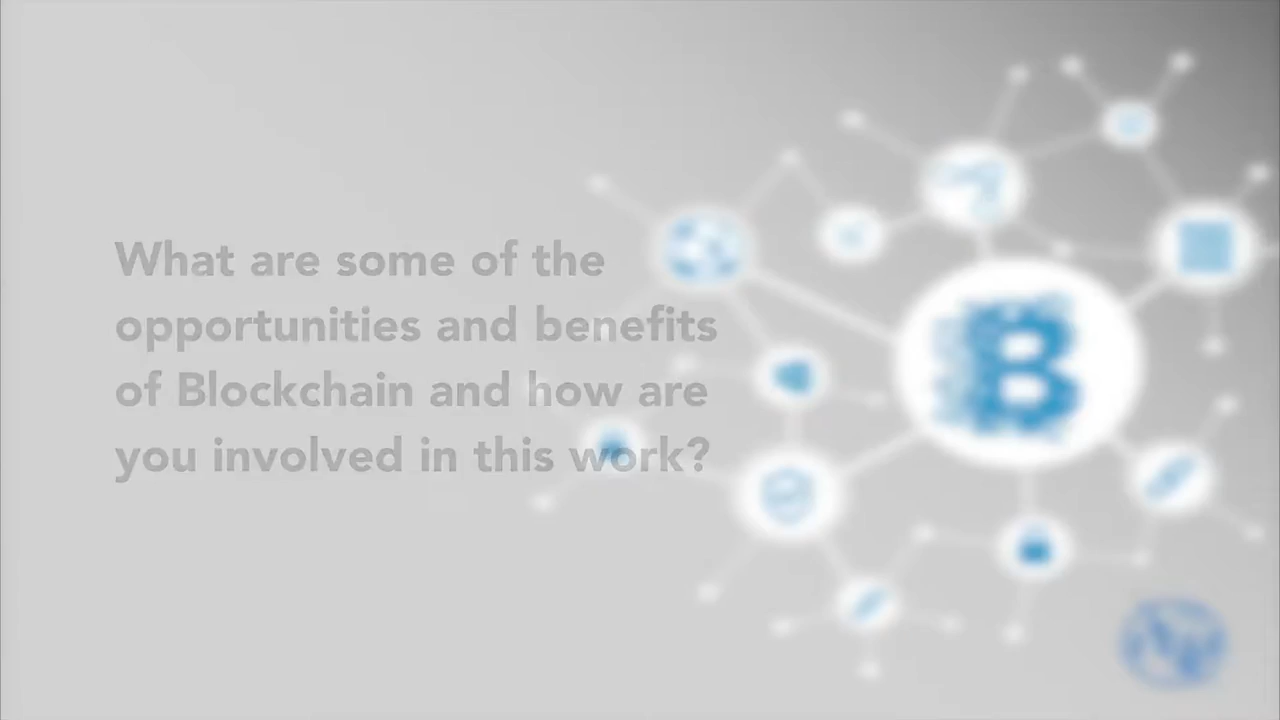 What are some of the
opportunities and benefits
of Blockchain and how are
you involved in this work?